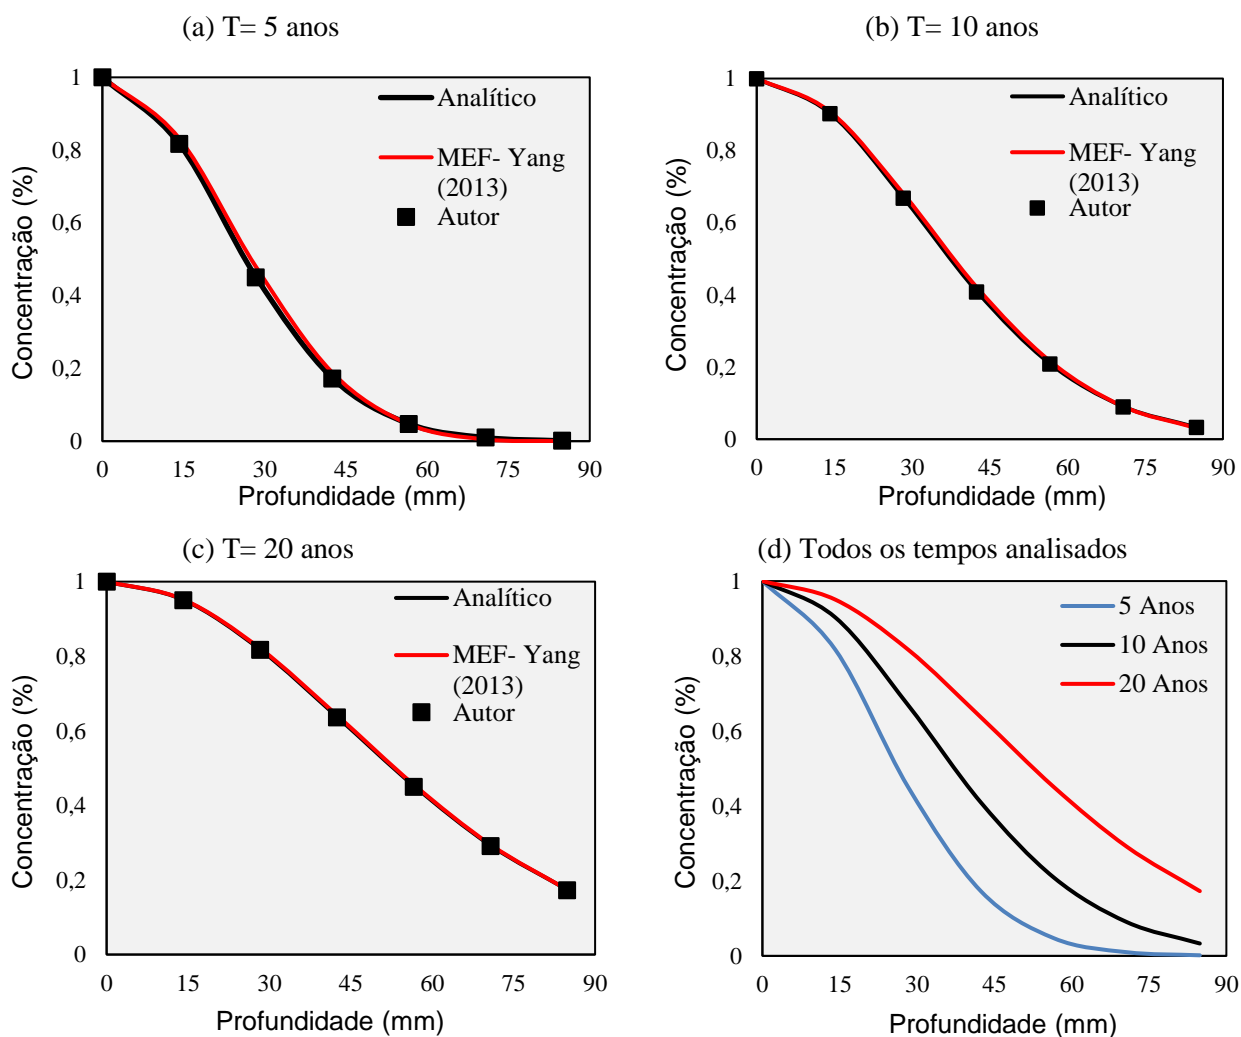 (a) T= 5 anos
1
0,8
0,6
0,4
0,2
0
0 15 30 45 60 75 90
Concentração (%)
Profundidade (mm)
Analítico
MEF- Yang
(2013)
Autor
(b) T= 10 anos
1
0,8
0,6
0,4
0,2
0
0 15 30 45 60 75 90
Concentração (%)
Profundidade (mm)
Analítico
MEF- Yang
(2013)
Autor
(c) T= 20 anos
1
0,8
0,6
0,4
0,2
0
0 15 30 45 60 75 90
Concentração (%)
Profundidade (mm)
Analítico
MEF- Yang
(2013)
Autor
(d) Todos os tempos analisados
1
0,8
0,6
0,4
0,2
0
0 15 30 45 60 75 90
Concentração (%)
Profundidade (mm)
5 Anos
10 Anos
20 Anos